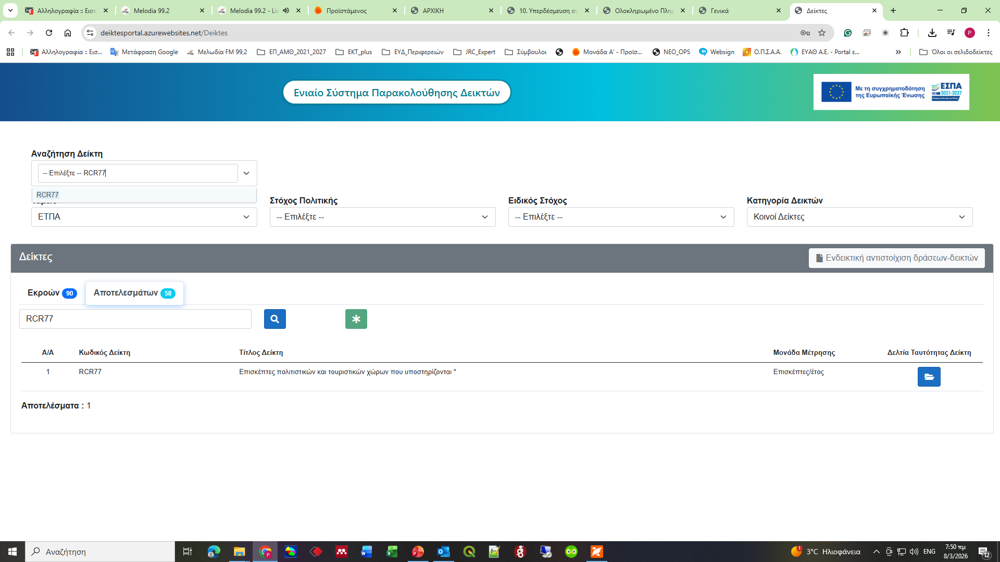 Αλληλογραφία :: Εισε
Melodia 99.2
Melodia 99.2 - Lis
Προϊστάμενος
ΑΡΧΙΚΗ
10. Υπερδέσμευση αν
Ολοκληρωμένο Πληρ
Γενικά
Δείκτες
deiktesportal.azurewebsites.net/Deiktes
P
Αλληλογραφία :: Εισ...
Μετάφραση Google
Μελωδία FM 99,2
ΕΠ_ΑΜΘ_2021_2027
ΕΚΤ_plus
ΕΥΔ_Περιφερειών
JRC_Expert
Σύμβουλοι
Μονάδα Α' - Προϊσ...
NEO_OPS
Websign
Ο.Π.Σ.Α.Α.
ΕΥΑΘ Α.Ε. - Portal ε...
Όλοι οι σελιδοδείκτες
Ενιαίο Σύστημα Παρακολούθησης Δεικτών
Με τη συγχρηματοδότηση
της Ευρωπαϊκής Ένωσης
ΕΣΠΑ
2021-2027
Αναζήτηση Δείκτη
-- Επιλέξτε -- RCR77
RCR77
Στόχος Πολιτικής
Ειδικός Στόχος
Κατηγορία Δεικτών
ΕΤΠΑ
-- Επιλέξτε --
-- Επιλέξτε --
Κοινοί Δείκτες
Δείκτες
Ενδεικτική αντιστοίχιση δράσεων-δεικτών
Εκροών 90
Αποτελεσμάτων 58
RCR77
Α/Α
Κωδικός Δείκτη
Τίτλος Δείκτη
Μονάδα Μέτρησης
Δελτία Ταυτότητας Δείκτη
1
RCR77
Επισκέπτες πολιτιστικών και τουριστικών χώρων που υποστηρίζονται *
Επισκέπτες/έτος
Αποτελέσματα : 1
Αναζήτηση
3°C Ηλιοφάνεια
ENG
7:50 πμ
8/3/2026
12